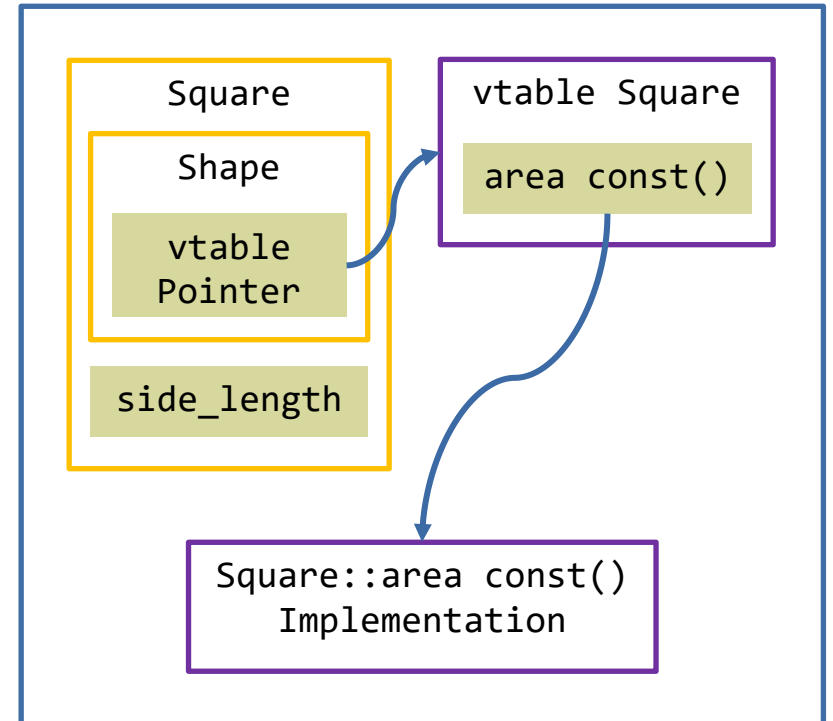 Square
Shape
vtable
Pointer
side_length
vtable Square
area const()
Square::area const()
Implementation